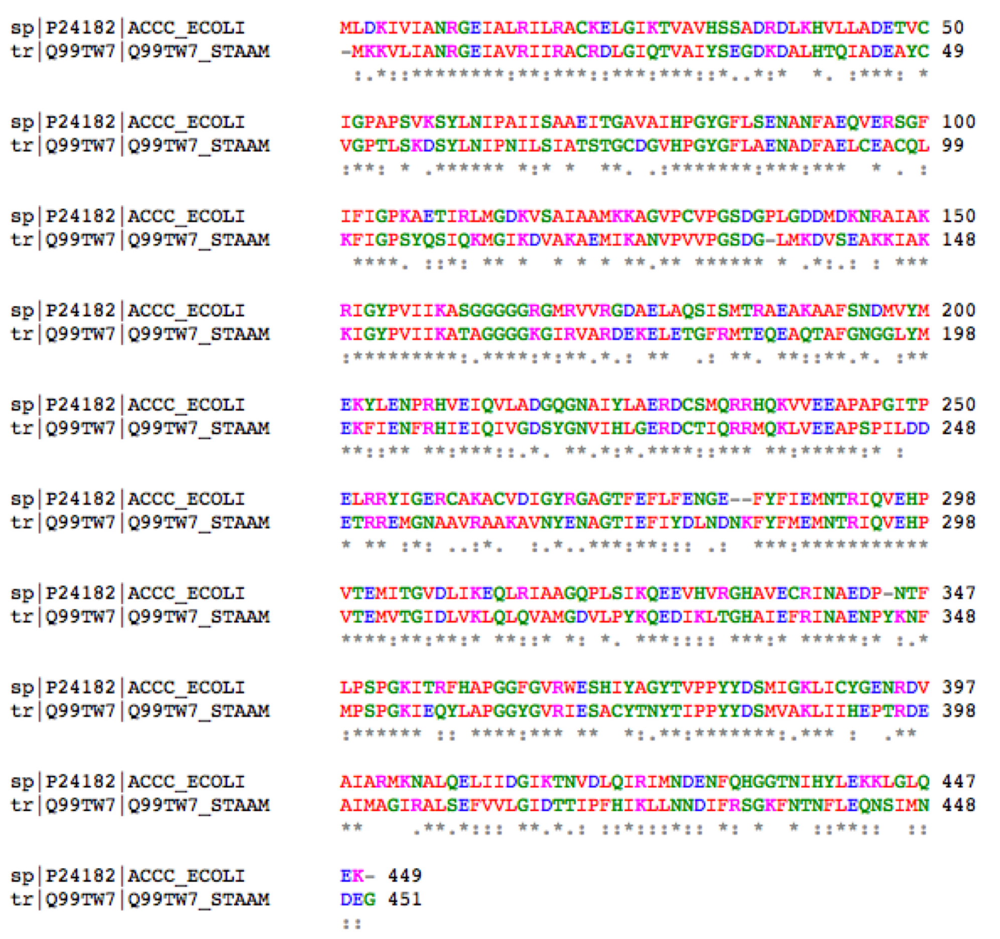 sp|P24182|ACCC_ECOLI MLDKIVIANRGEIALRILRACKELGIKTVAVHSSADRDLKHVLLADETVC 50
tr|Q99TW7|Q99TW7_STAAM -MKKVLIANRGEIAVRIIRACRDLGIQTVAIYSEGDKDALHTQIADEAYC 49
:.*::********:**:***::***:***::*..*:*  *. :***: *
sp|P24182|ACCC_ECOLI IGPAPSVKSYLNIPAIISAAEITGAVAIHPGYGFLSENANFAEQVERSGF 100
tr|Q99TW7|Q99TW7_STAAM VGPTLSKDSYLNIPNILSIATSTGCDGVHPGYGFLAENADFAELCEACQL 99
:**: * .****** *:* *  **. .:*******:***:***  * . :
sp|P24182|ACCC_ECOLI IFIGPKAETIRLMGDKVSAIAAMKKAGVPCVPGSDGPLGDDMDKNRAIAK 150
tr|Q99TW7|Q99TW7_STAAM KFIGPSYQSIQKMGIKDVAKAEMIKANVPVVPGSDG-LMKDVSEAKKIAK 148
****. ::*: ** *  * * * **.** ****** * .*:.: : ***
sp|P24182|ACCC_ECOLI RIGYPVIIKASGGGGGRGMRVVRGDAELAQSISMTRAEAKAAFSNDMVYM 200
tr|Q99TW7|Q99TW7_STAAM KIGYPVIIKATAGGGGKGIRVARDEKELETGFRMTEQEAQTAFGNGGLYM 198
:*********:.****:*:**.*.: **  .: **. **::**.*. :**
sp|P24182|ACCC_ECOLI EKYLENPRHVEIQVLADGQGNAIYLAERDCSMQRRHQKVVEEAPAPGITP 250
tr|Q99TW7|Q99TW7_STAAM EKFIENFRHIEIQIVGDSYGNVIHLGERDCTIQRRMQKLVEEAPSPILDD 248
**::** **:***::.*. **.*:*.****::*** **:*****:* :
sp|P24182|ACCC_ECOLI ELRRYIGERCAKACVDIGYRGAGTFEFLFENGE--FYFIEMNTRIQVEHP 298
tr|Q99TW7|Q99TW7_STAAM ETRREMGNAAVRAAKAVNYENAGTIEFIYDLNDNKFYFMEMNTRIQVEHP 298
* ** :*: ..:*.  :.*..***:**::: .:  ***:***********
sp|P24182|ACCC_ECOLI VTEMITGVDLIKEQLRIAAGQPLSIKQEEVHVRGHAVECRINAEDP-NTF 347
tr|Q99TW7|Q99TW7_STAAM VTEMVTGIDLVKLQLQVAMGDVLPYKQEDIKLTGHAIEFRINAENPYKNF 348
****:**:**:* **::* *: *. ***:::: ***:* *****:* :.*
sp|P24182|ACCC_ECOLI LPSPGKITRFHAPGGFGVRWESHIYAGYTVPPYYDSMIGKLICYGENRDV 397
tr|Q99TW7|Q99TW7_STAAM MPSPGKIEQYLAPGGYGVRIESACYTNYTIPPYYDSMVAKLIIHEPTRDE 398
:****** :: ****:*** **  *:.**:*******:.*** :  .**
sp|P24182|ACCC_ECOLI AIARMKNALQELIIDGIKTNVDLQIRIMNDENFQHGGTNIHYLEKKLGLQ 447
tr|Q99TW7|Q99TW7_STAAM AIMAGIRALSEFVVLGIDTTIPFHIKLLNNDIFRSGKFNTNFLEQNSIMN 448
**    .**.*::: **.*.: ::*:::*:: *: *  * ::**::  ::
sp|P24182|ACCC_ECOLI EK- 449
tr|Q99TW7|Q99TW7_STAAM DEG 451
::